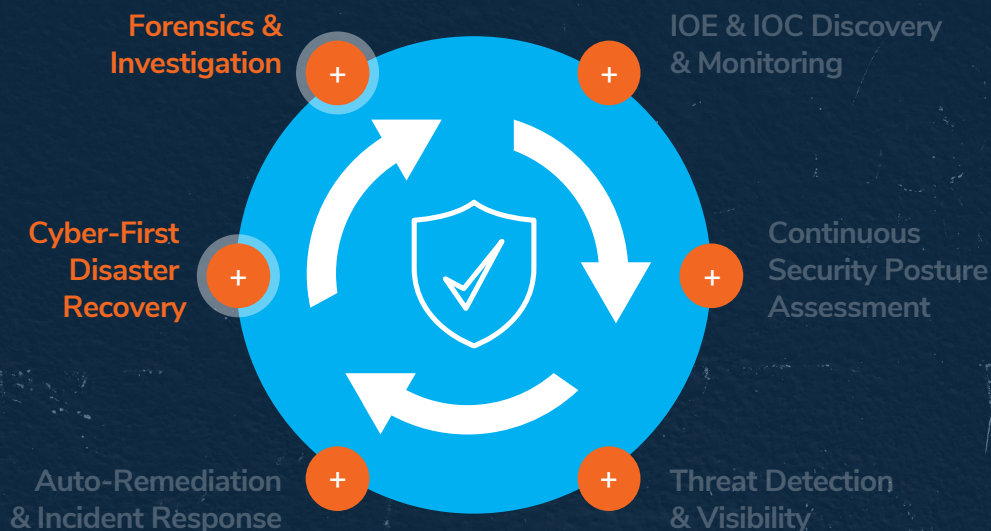 Forensics &
Investigation
IOE & IOC Discovery
& Monitoring
Cyber-First
Disaster
Recovery
Continuous
Security Posture
Assessment
Auto-Remediation
& Incident Response
Threat Detection
& Visibility